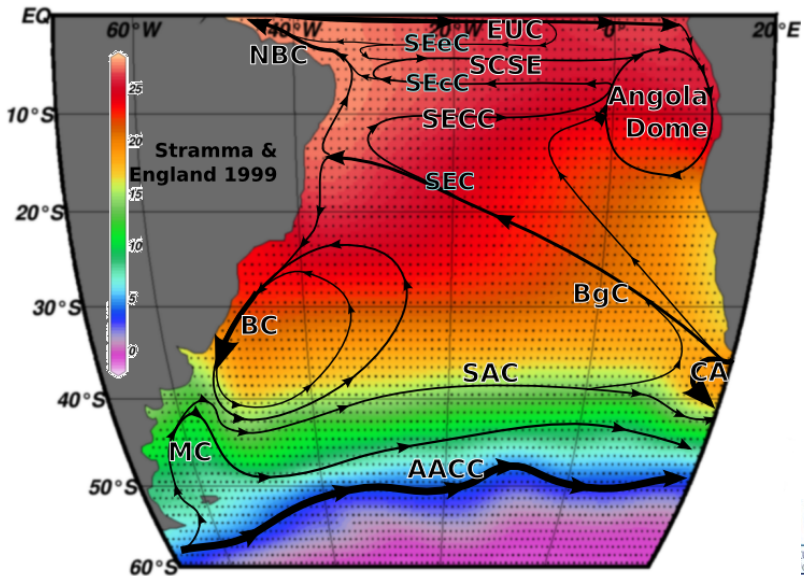 EQ
60°W
40°W
20°W
0°
20°E
EUC
NBC
SEeC
SCSE
SEcC
Angola
Dome
SECC
10°S
25
20
15
10
5
0
Stramma &
England 1999
SEC
20°S
BgC
30°S
BC
SAC
CA
40°S
MC
AACC
50°S
60°S